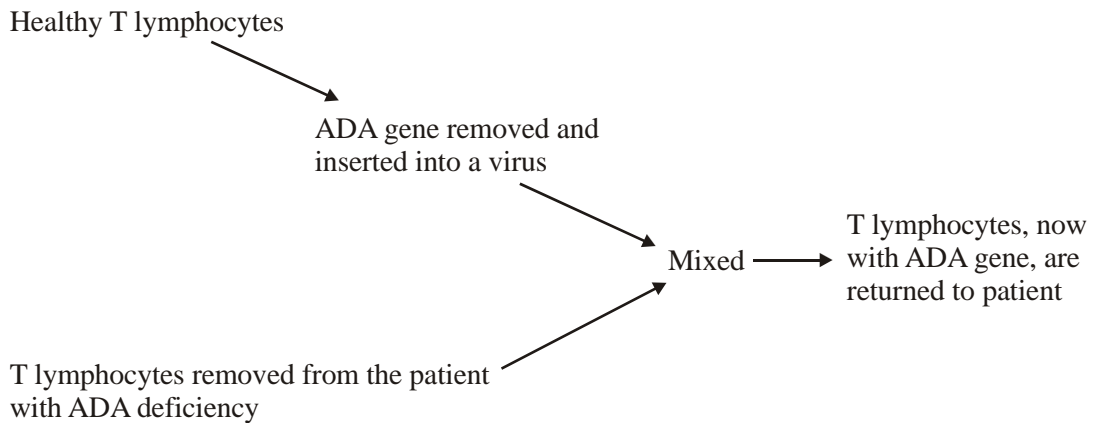 Healthy T lymphocytes
ADA gene removed and
inserted into a virus
Mixed
T lymphocytes, now
with ADA gene, are
returned to patient
T lymphocytes removed from the patient
with ADA deficiency